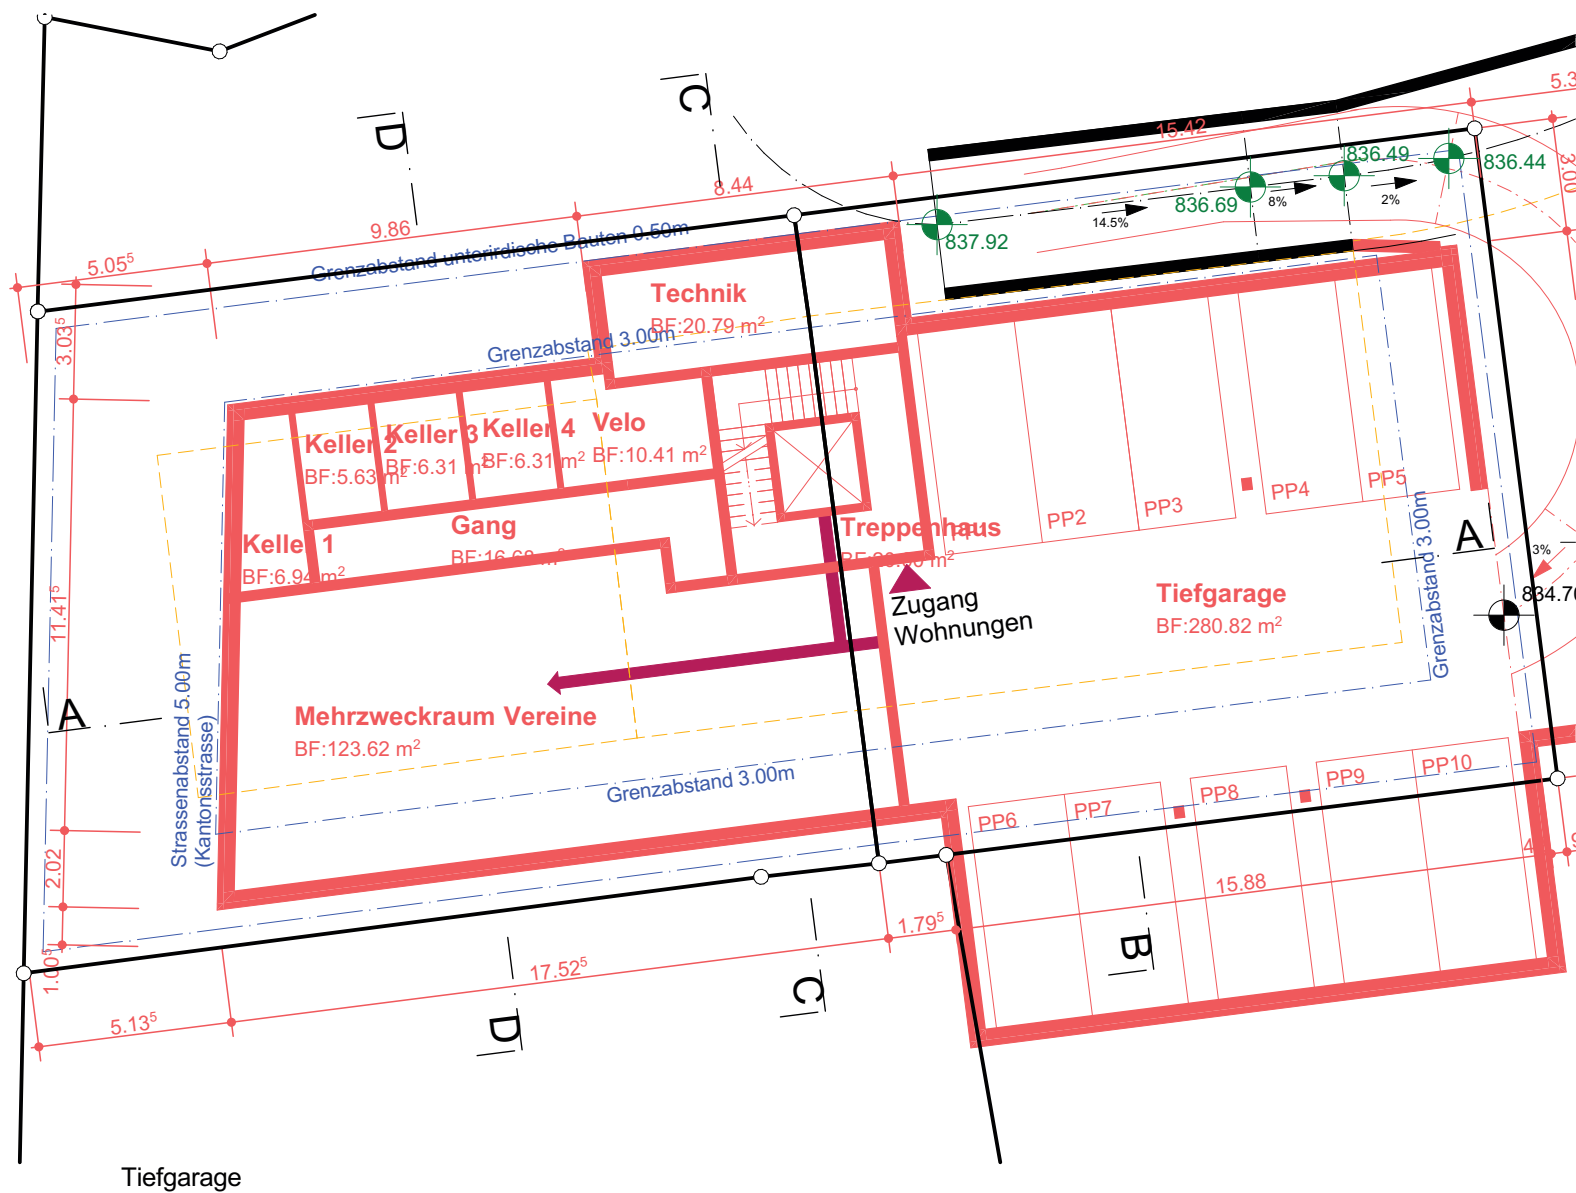 C
D
5.3
15.42
836.49
836.44
3.00
8.44
836.69
8%
2%
9.86
14.5%
837.92
Grenzabstand unterirdische Bauten 0.50m
5.05⁵
Technik
BF:20.79 m²
3.03⁵
Grenzabstand 3.00m
Keller 2
BF:5.63 m²
Keller 3
BF:6.31 m²
Keller 4
BF:6.31 m²
Velo
BF:10.41 m²
PP5
PP4
PP3
PP2
Gang
Treppenhaus
Keller 1
BF:6.94 m²
Grenzabstand 3.00m
A
3%
834.70
Zugang
Wohnungen
Tiefgarage
BF:280.82 m²
11.41⁵
A
Strassenabstand 5.00m
(Kantonsstrasse)
Mehrzweckraum Vereine
BF:123.62 m²
Grenzabstand 3.00m
PP6
PP7
PP8
PP9
PP10
2.02
15.88
1.79⁵
1.00⁵
17.52⁵
B
C
5.13⁵
D
Tiefgarage